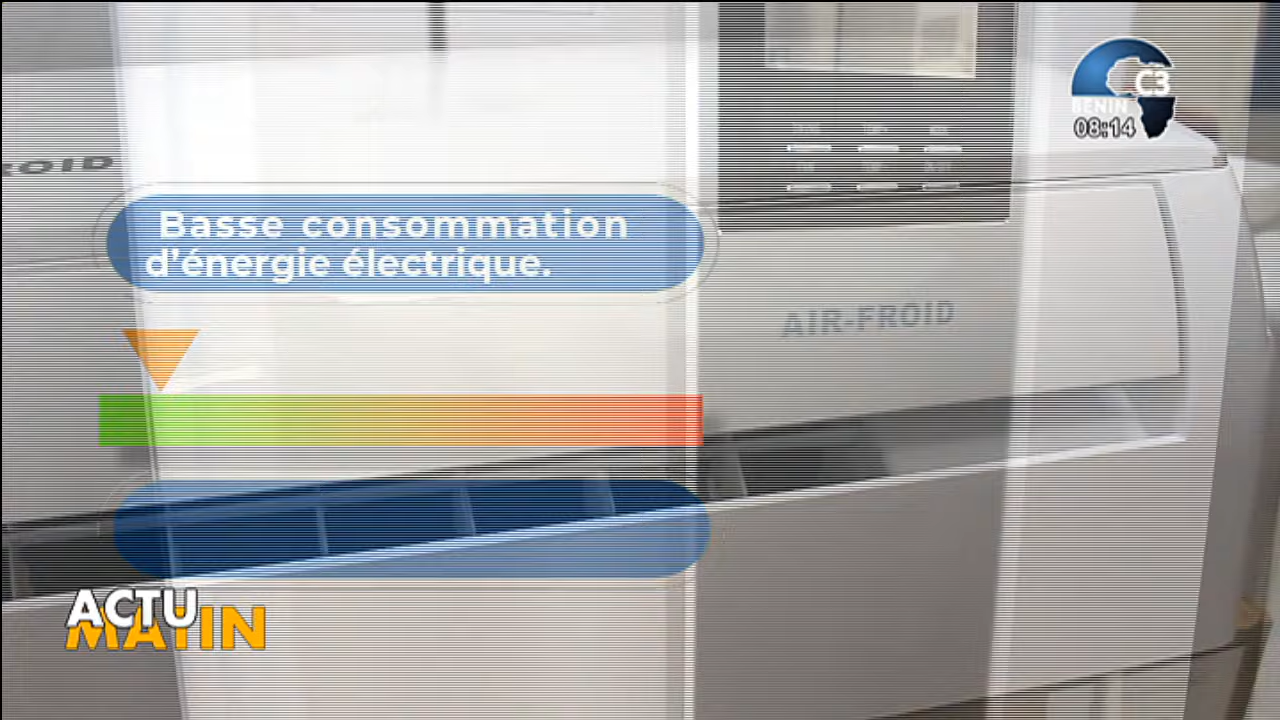 C3
BENIN
08:14
ROID
Basse consommation
d'énergie électrique.
AIR-FROID
ACTU
MATIN